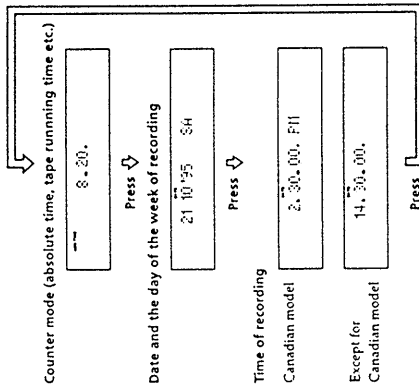 Counter mode (absolute time, tape runnning time etc.)
8.20.
Press
Date and the day of the week of recording
21 10 '95 SA
Press
Time of recording
Canadian model
2. 30. 00. PM
Except for
Canadian model
14. 30. 00.
Press